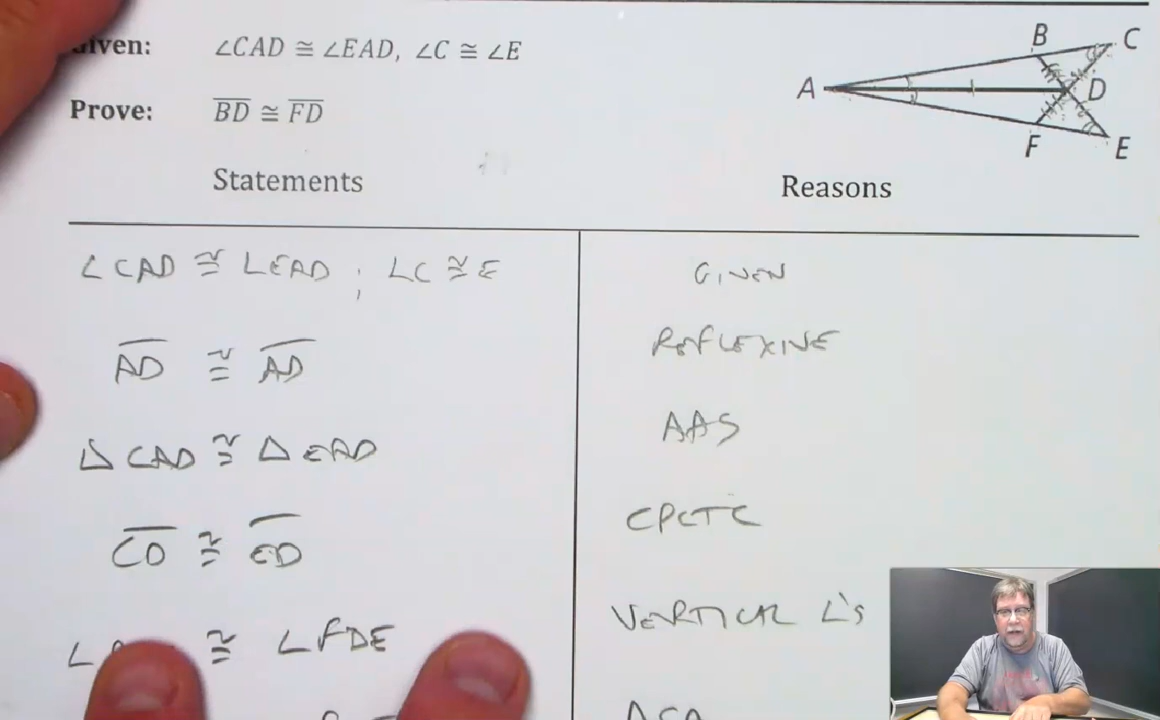 Given: ∠CAD ≅ ∠EAD, ∠C ≅ ∠E
Prove: BD ≅ FD
A
B
C
D
F
E
Statements Reasons
∠CAD ≅ ∠EAD ; ∠C ≅ E GIVEN
AD ≅ AD REFLEXIVE
△CAD ≅ △EAD AAS
CD ≅ ED CPCTC
≅ ∠FDE VERTICAL ∠'s
ASA